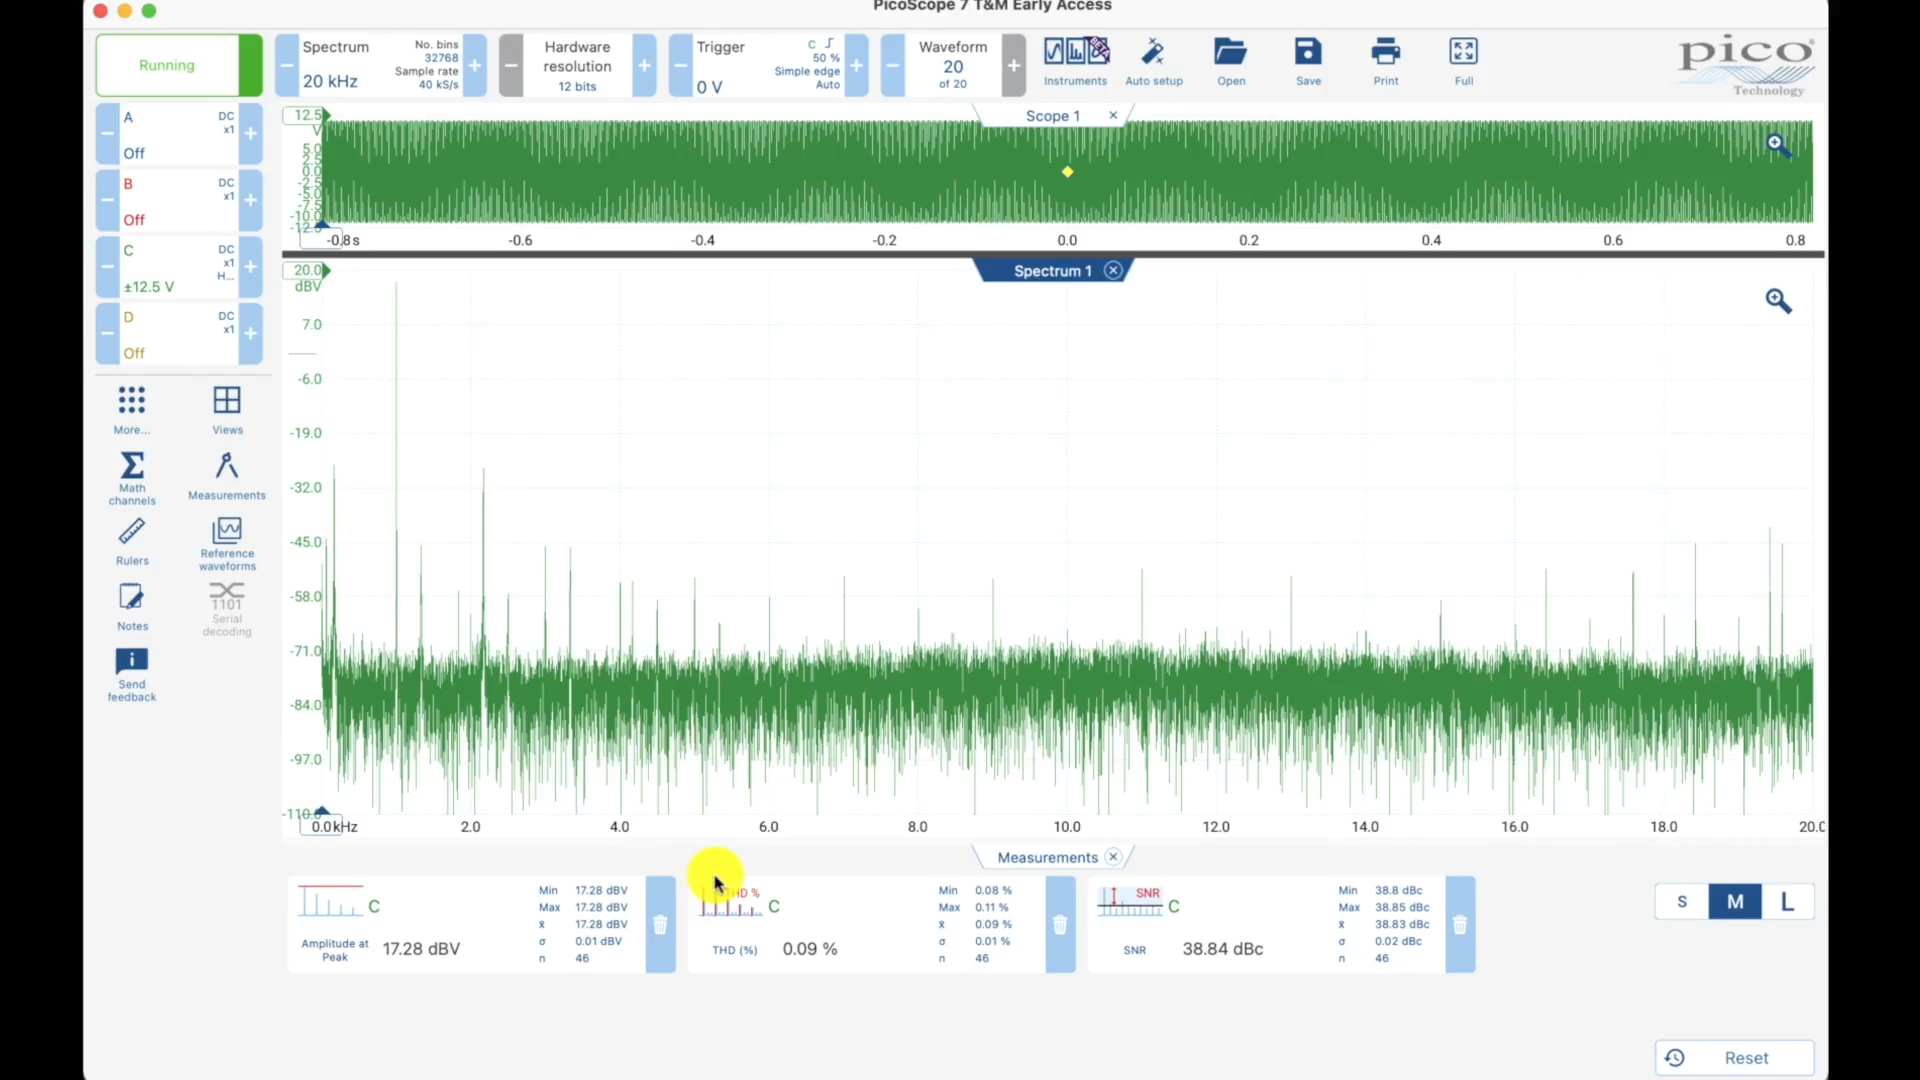 PicoScope 7 T&M Early Access
Running
Spectrum
20 kHz
No. bins
32768
Sample rate
40 kS/s
Hardware
resolution
12 bits
Trigger
0 V
C
50 %
Simple edge
Auto
Waveform
20
of 20
Instruments
BETA
Auto setup
Open
Save
Print
Full
pico
Technology
A
DC
x1
Off
B
DC
x1
Off
C
DC
x1
H...
±12.5 V
D
DC
x1
Off
More...
Views
Math
channels
Measurements
Rulers
Reference
waveforms
Notes
1101
Serial
decoding
Send
feedback
Scope 1
12.5
V
5.0
2.5
0.0
-2.5
-5.0
-7.5
-10.0
-12.5
-0.8 s
-0.6
-0.4
-0.2
0.0
0.2
0.4
0.6
0.8
Spectrum 1
20.0
dBV
7.0
-6.0
-19.0
-32.0
-45.0
-58.0
-71.0
-84.0
-97.0
-110.0
0.0 kHz
2.0
4.0
6.0
8.0
10.0
12.0
14.0
16.0
18.0
20.0
Measurements
C
Amplitude at
Peak
17.28 dBV
Min 17.28 dBV
Max 17.28 dBV
x̄ 17.28 dBV
σ 0.01 dBV
n 46
THD %
C
THD (%)
0.09 %
Min 0.08 %
Max 0.11 %
x̄ 0.09 %
σ 0.01 %
n 46
SNR
C
SNR
38.84 dBc
Min 38.8 dBc
Max 38.85 dBc
x̄ 38.83 dBc
σ 0.02 dBc
n 46
S
M
L
Reset